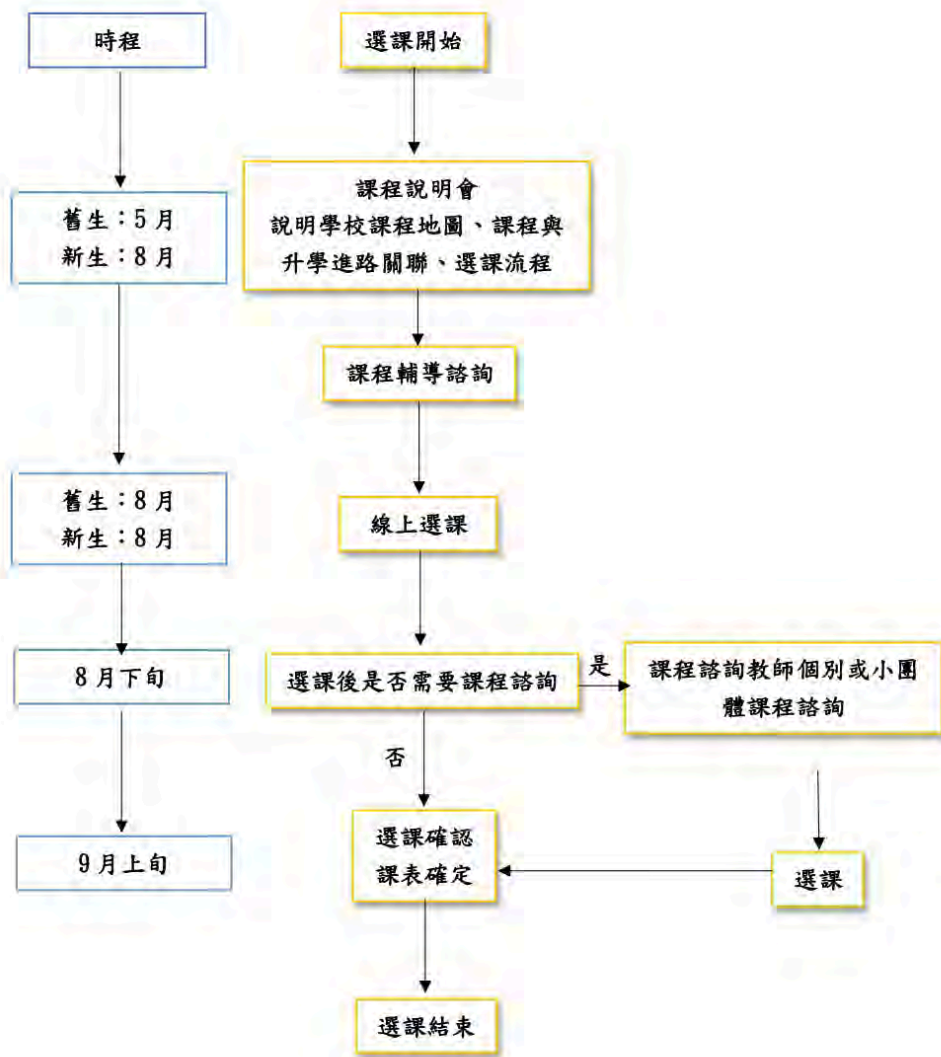 時程
選課開始
課程說明會
說明學校課程地圖、課程與
升學進路關聯、選課流程
舊生：5月
新生：8月
課程輔導諮詢
舊生：8月
新生：8月
線上選課
8月下旬
選課後是否需要課程諮詢
是
課程諮詢教師個別或小團
體課程諮詢
否
9月上旬
選課確認
課表確定
選課
選課結束